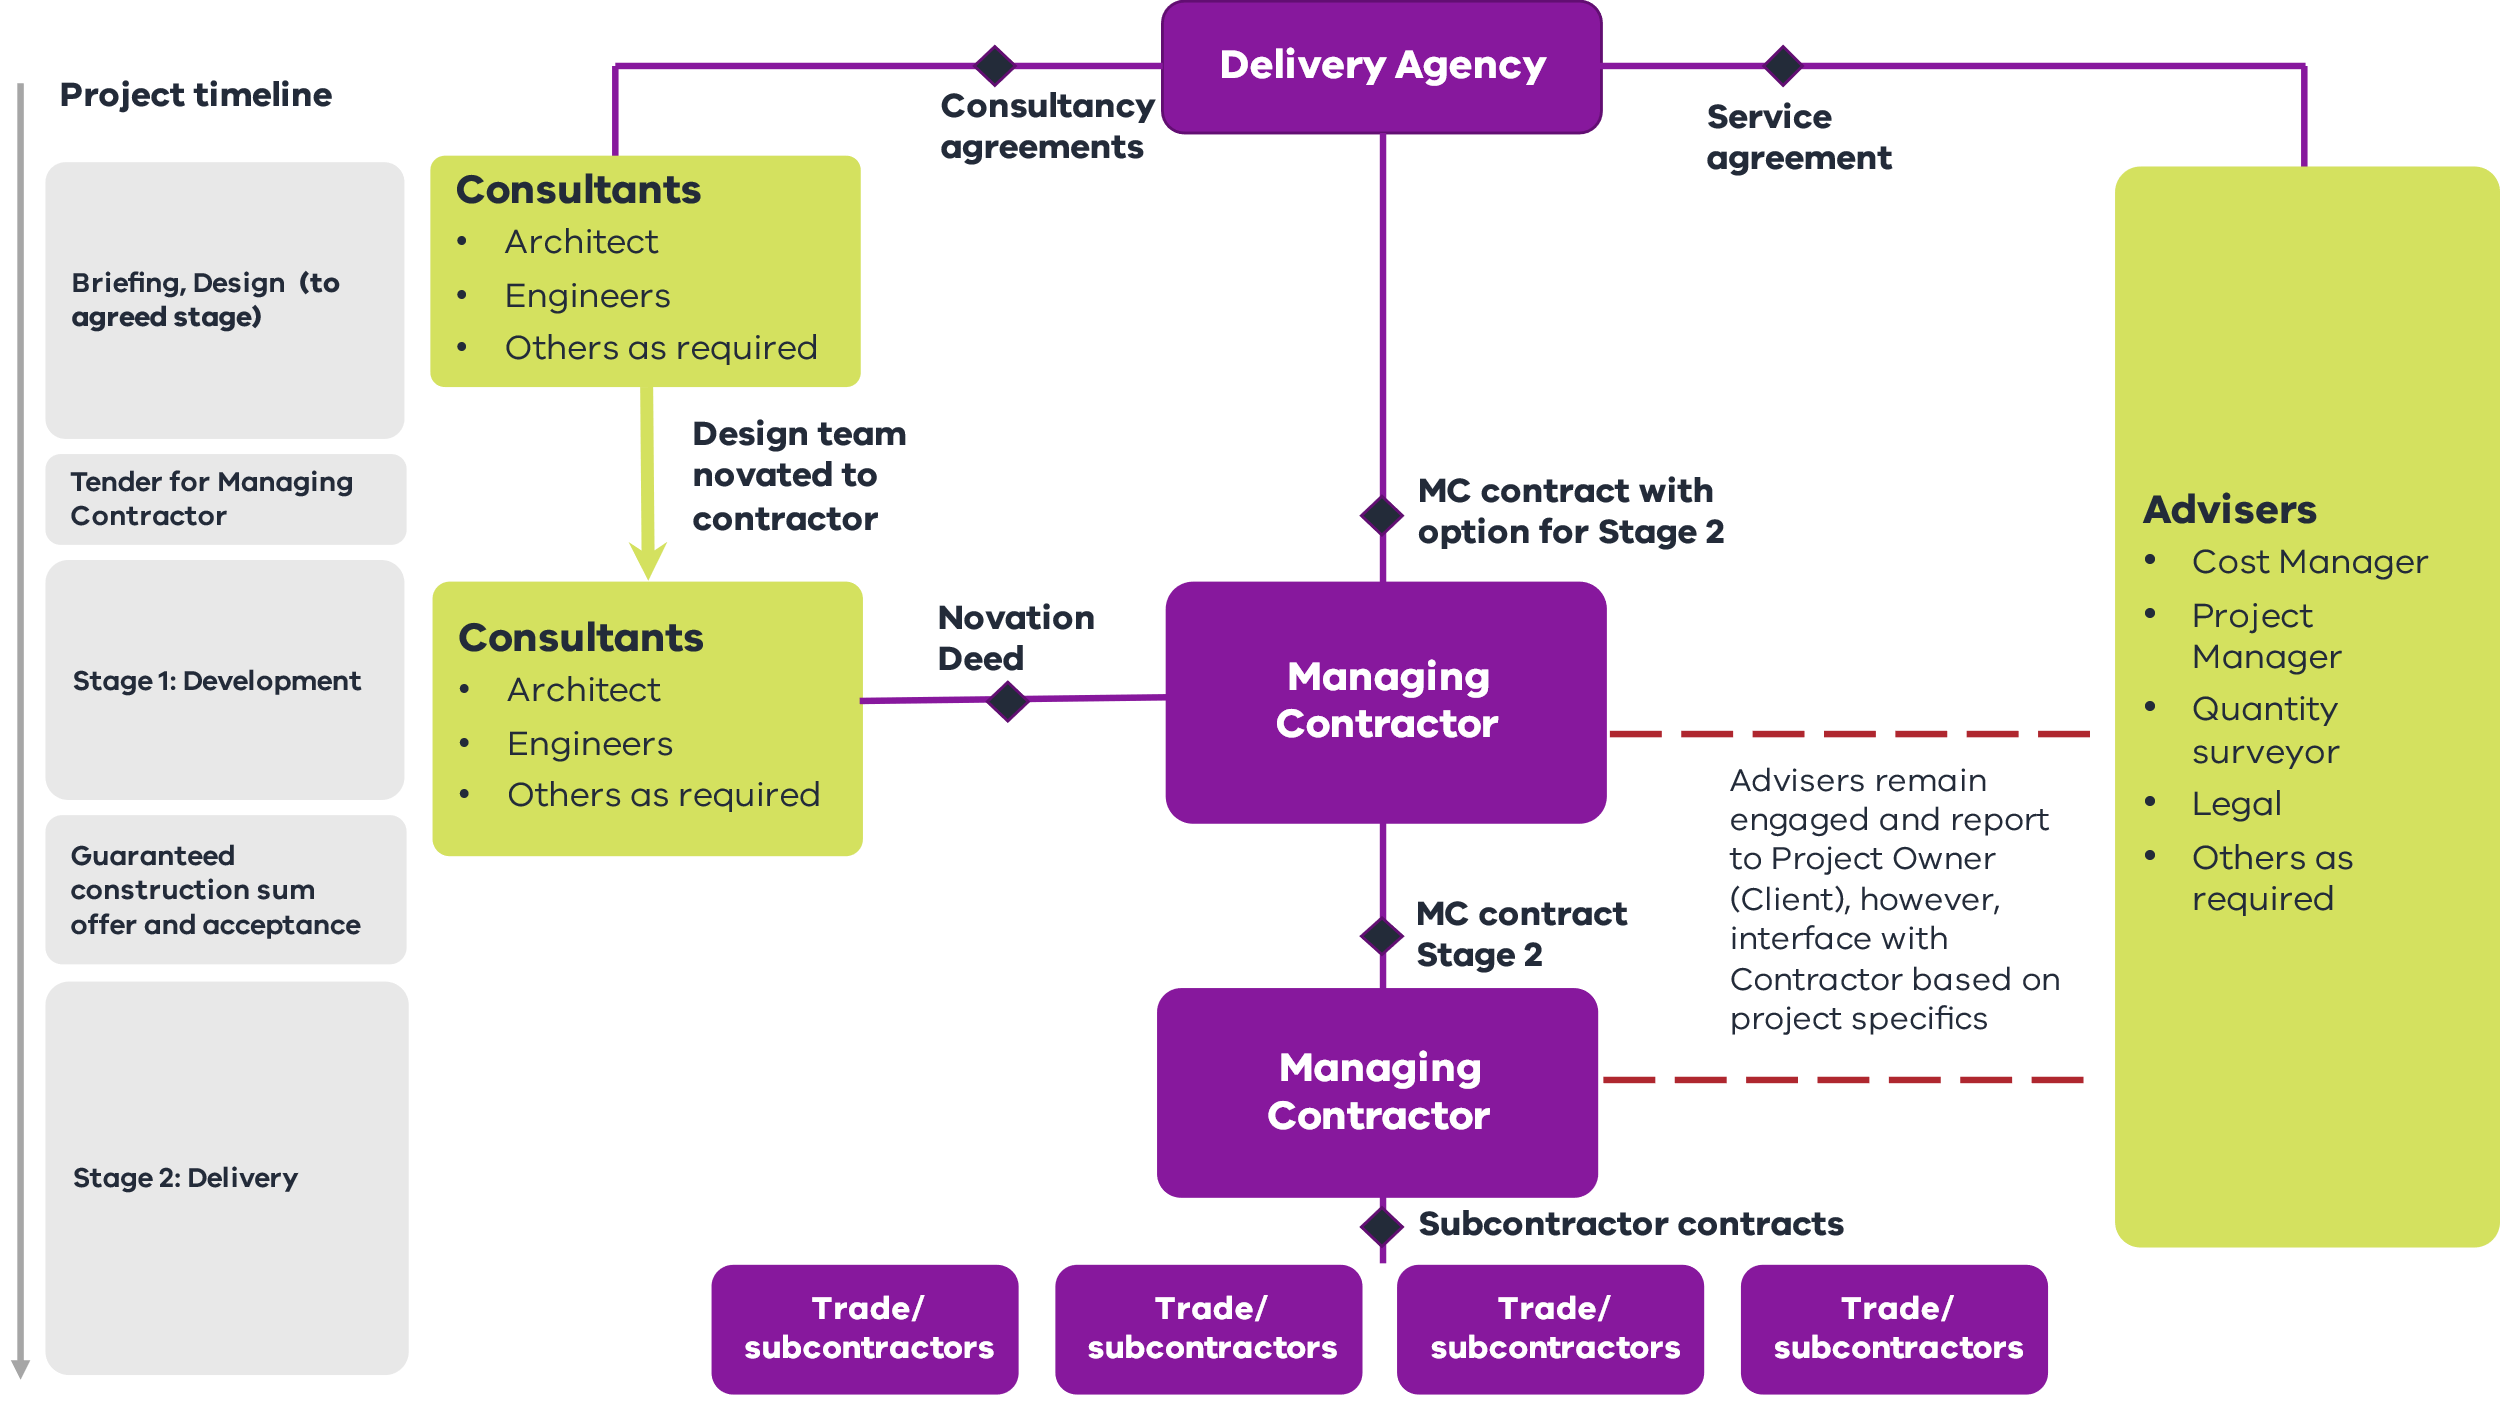 Delivery Agency
Project timeline
Consultancy
agreements
Service
agreement
Briefing, Design (to
agreed stage)
Consultants
• Architect
• Engineers
• Others as required
Design team
novated to
contractor
Tender for Managing
Contractor
MC contract with
option for Stage 2
Advisers
• Cost Manager
• Project
Manager
• Quantity
surveyor
• Legal
• Others as
required
Stage 1: Development
Consultants
• Architect
• Engineers
• Others as required
Novation
Deed
Managing
Contractor
Advisers remain
engaged and report
to Project Owner
(Client), however,
interface with
Contractor based on
project specifics
Guaranteed
construction sum
offer and acceptance
MC contract
Stage 2
Stage 2: Delivery
Managing
Contractor
Subcontractor contracts
Trade/
subcontractors
Trade/
subcontractors
Trade/
subcontractors
Trade/
subcontractors